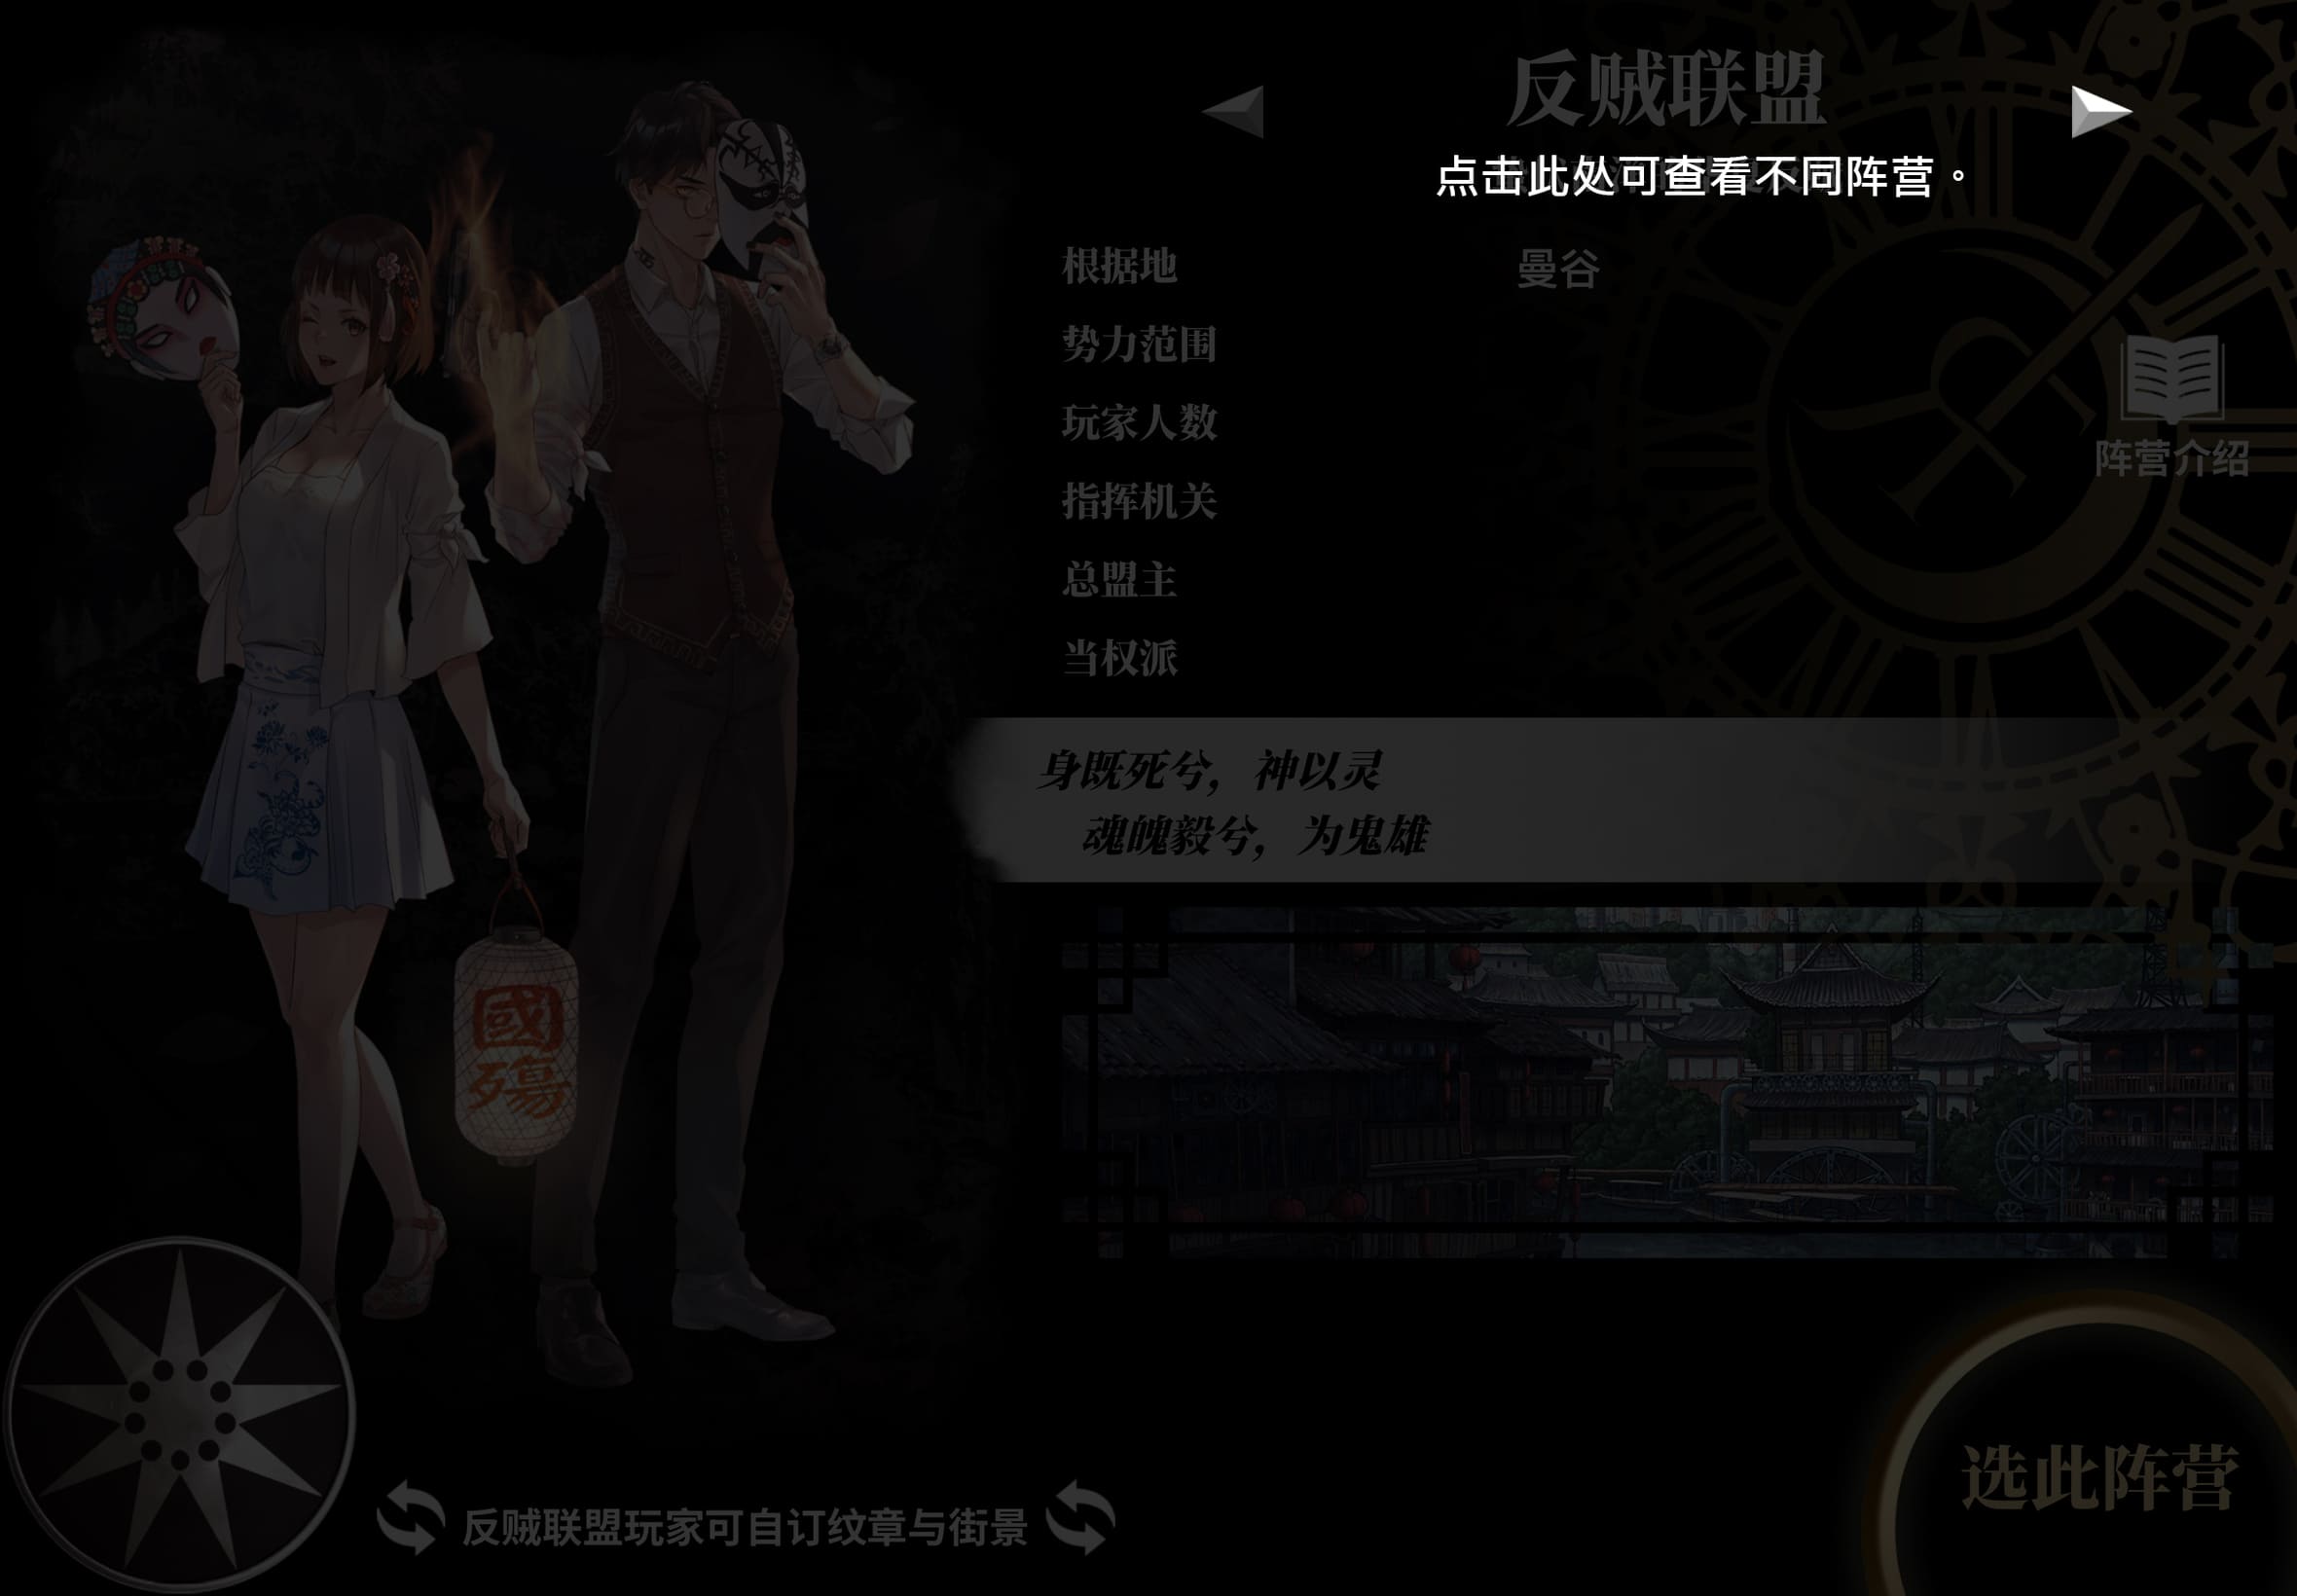 反贼联盟
点击此处可查看不同阵营。
根据地 曼谷
势力范围
玩家人数
指挥机关
总盟主
当权派
阵营介绍
身既死兮，神以灵
魂魄毅兮，为鬼雄
國殤
反贼联盟玩家可自订纹章与街景
选此阵营